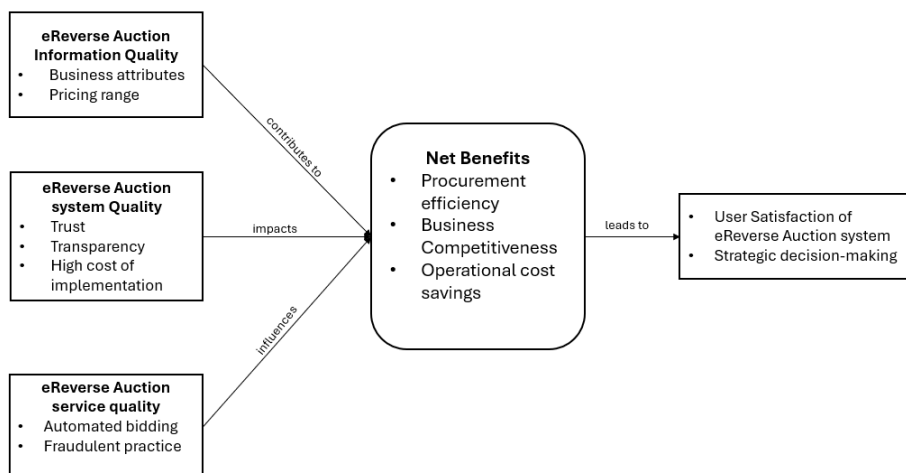 eReverse Auction
Information Quality
• Business attributes
• Pricing range
contributes to
eReverse Auction
system Quality
• Trust
• Transparency
• High cost of
implementation
impacts
eReverse Auction
service quality
• Automated bidding
• Fraudulent practice
influences
Net Benefits
• Procurement
efficiency
• Business
Competitiveness
• Operational cost
savings
leads to
• User Satisfaction of
eReverse Auction system
• Strategic decision-making